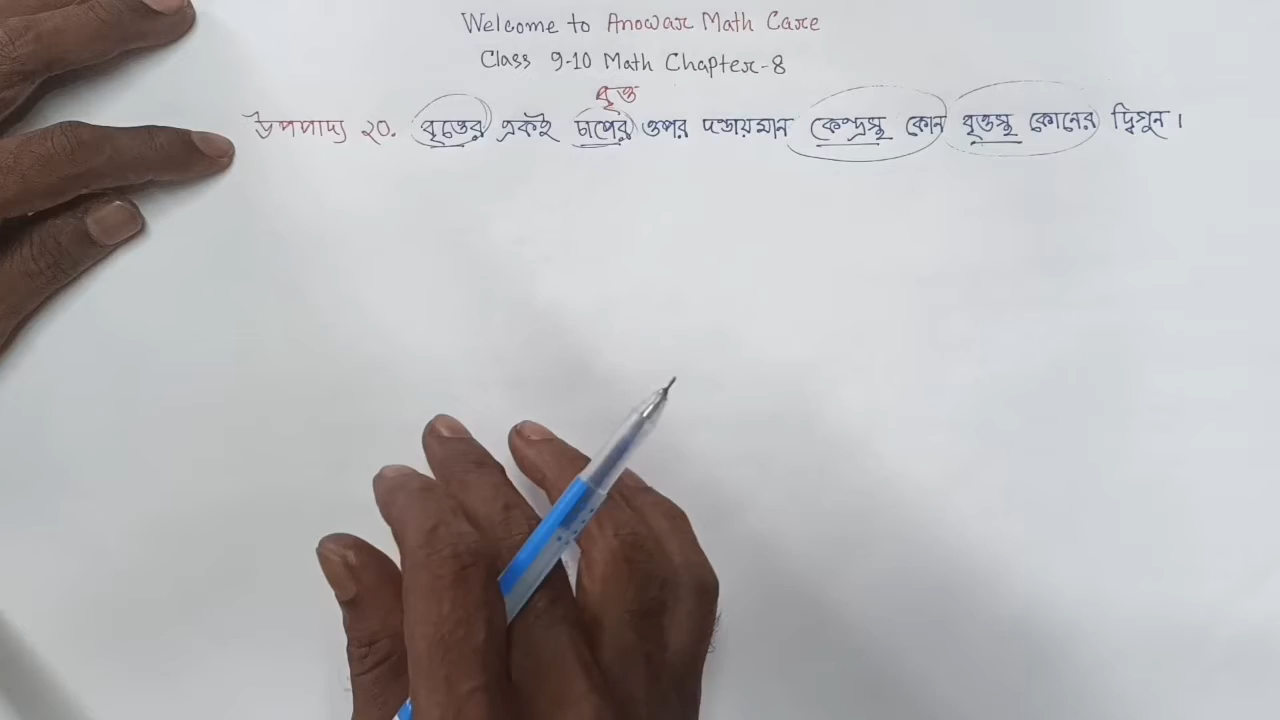 Welcome to Anowar Math Care
Class 9-10 Math Chapter-8
বৃত্ত
উপপাদ্য ২০. বৃত্তের একই চাপের ওপর দন্ডায়মান কেন্দ্রস্থ কোন বৃত্তস্থ কোনের দ্বিগুন।